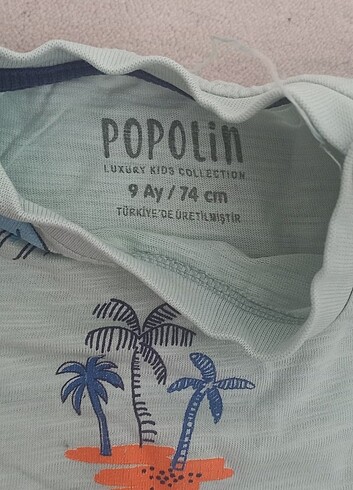 POPOLin
LUXURY KIDS COLLECTION
9 Ay / 74 cm
TÜRKİYE'DE ÜRETİLMİŞTİR